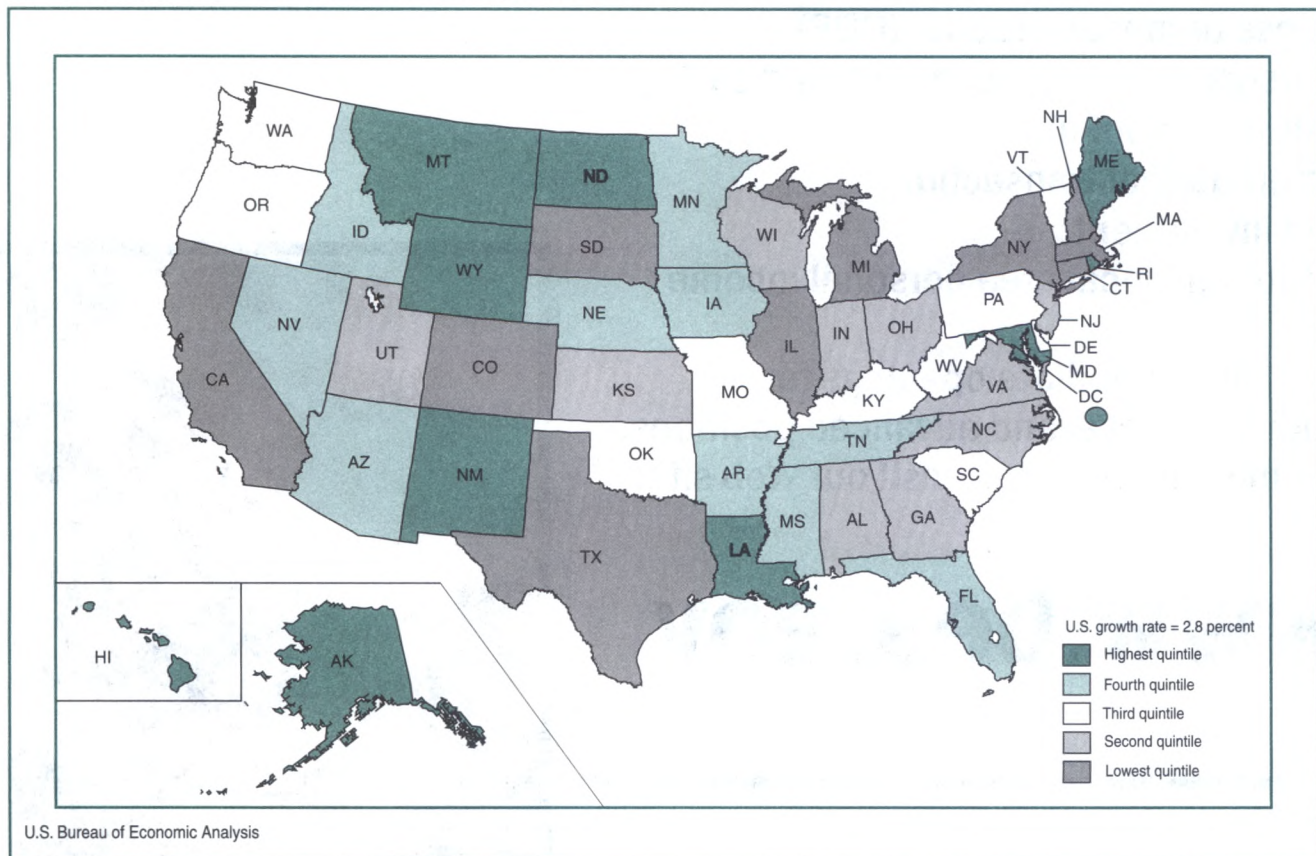 WA
MT
ND
MN
OR
ID
WY
SD
WI
MI
NY
VT
NH
ME
MA
RI
CT
NJ
PA
NV
UT
CO
NE
IA
IL
IN
OH
DE
MD
DC
CA
KS
MO
WV
VA
KY
AZ
NM
OK
AR
TN
NC
SC
TX
LA
MS
AL
GA
FL
HI
AK
U.S. growth rate = 2.8 percent
Highest quintile
Fourth quintile
Third quintile
Second quintile
Lowest quintile
U.S. Bureau of Economic Analysis